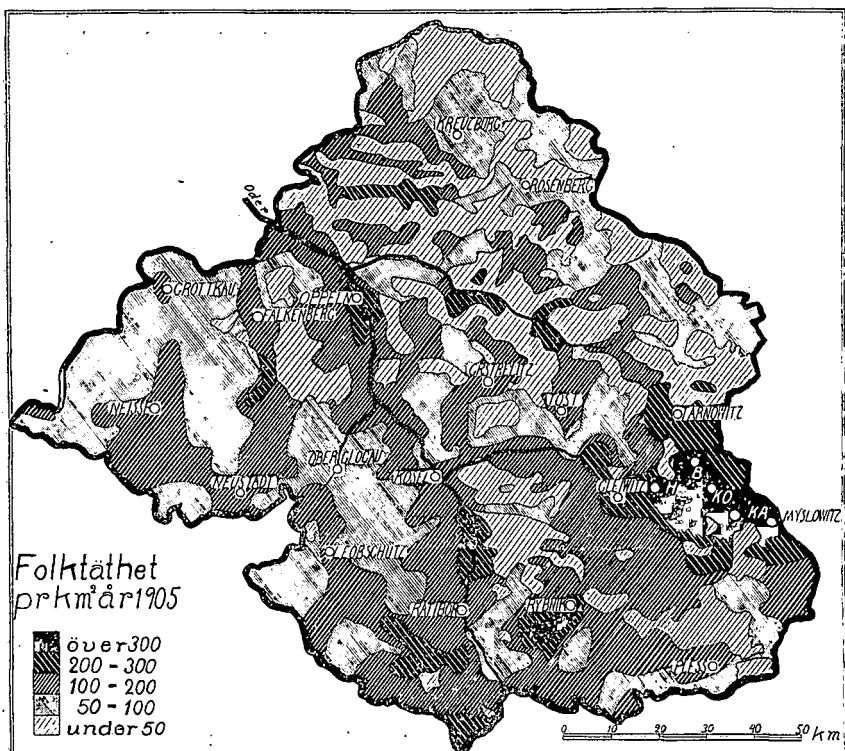 KREUZBURG
ROSENBERG
Oder
GROTTKAU
OPPELN
FALKENBERG
GR STREHLITZ
NEISSE
TOST
TARNOWITZ
OBERGLOGAU
NEUSTADT
KOSEL
GLEIWITZ
H.
B.
KÖ.
KA.
MYSLOWITZ
LEOBSCHÜTZ
Folktäthet
pr km² år 1905
RATIBOR
RYBNIK
PLESS
över 300
200 - 300
100 - 200
50 - 100
under 50
0 10 20 30 40 50 km